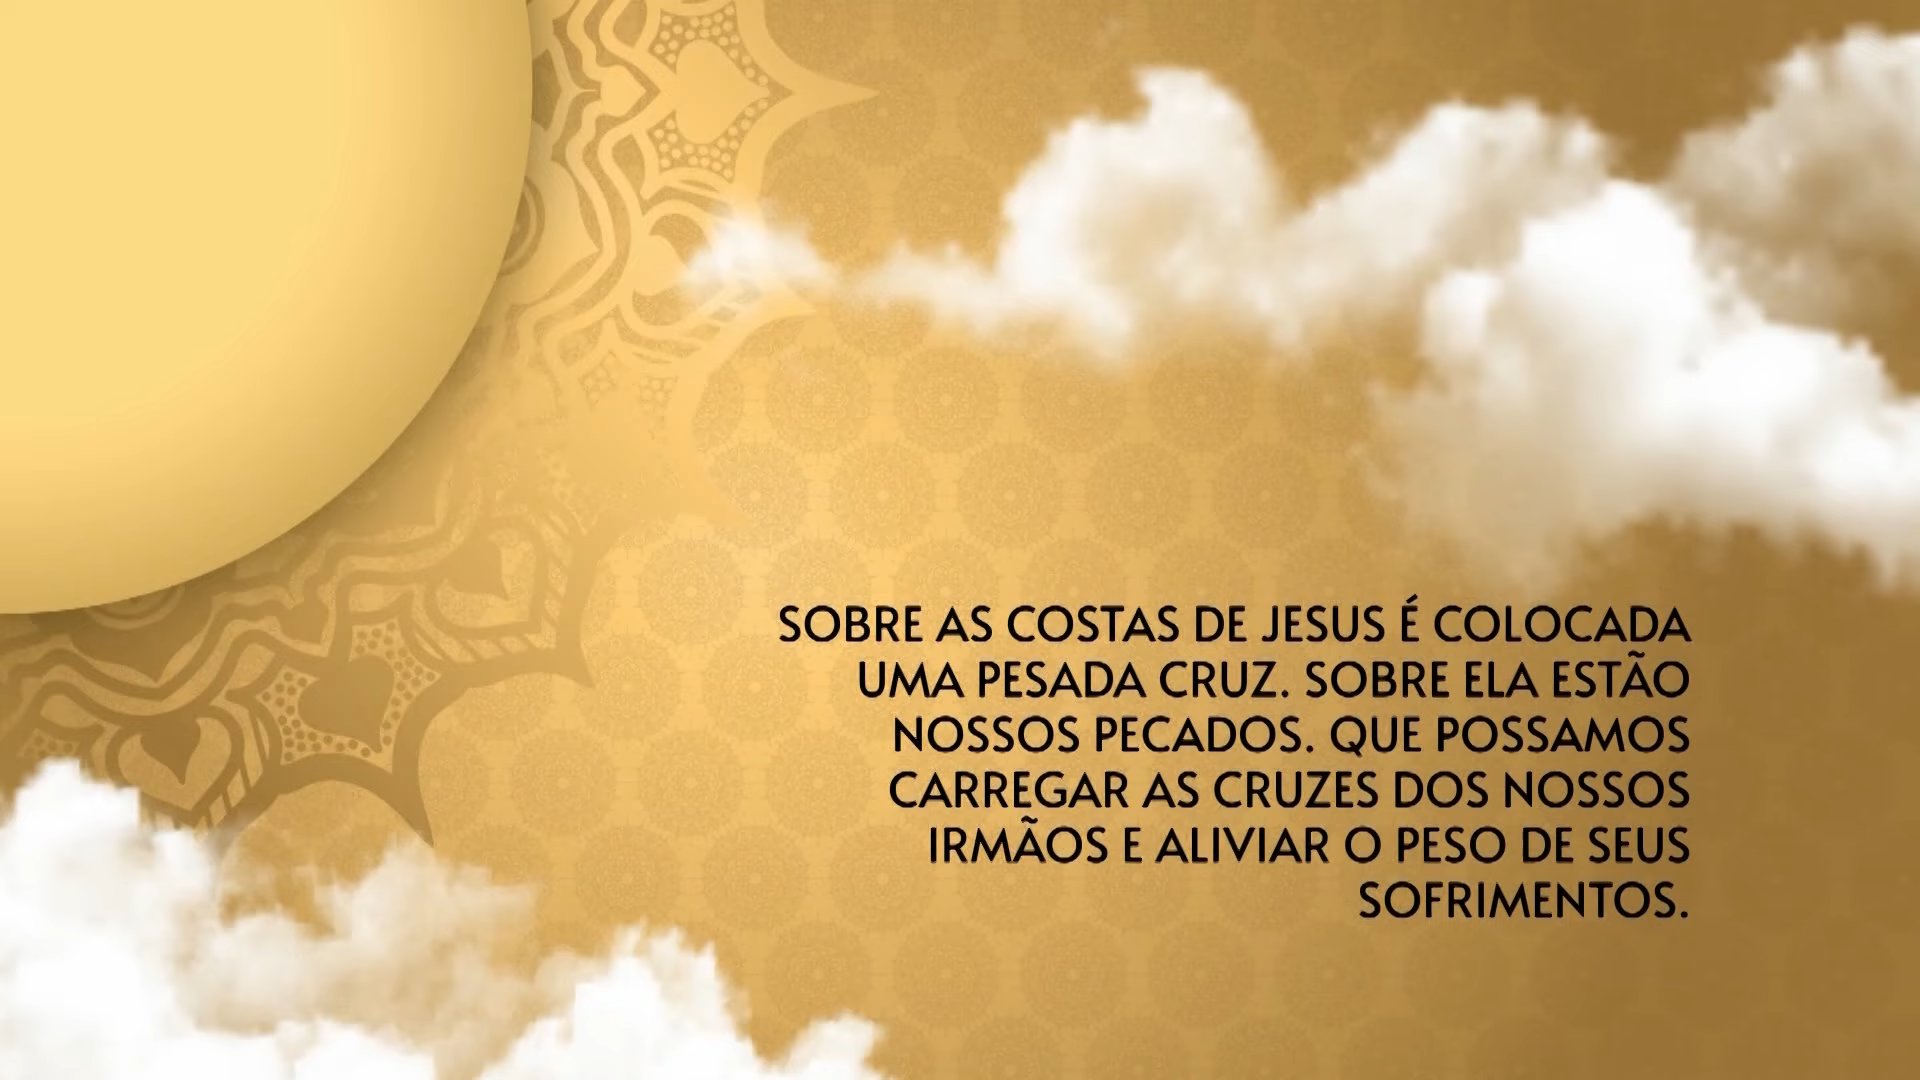 SOBRE AS COSTAS DE JESUS É COLOCADA
UMA PESADA CRUZ. SOBRE ELA ESTÃO
NOSSOS PECADOS. QUE POSSAMOS
CARREGAR AS CRUZES DOS NOSSOS
IRMÃOS E ALIVIAR O PESO DE SEUS
SOFRIMENTOS.